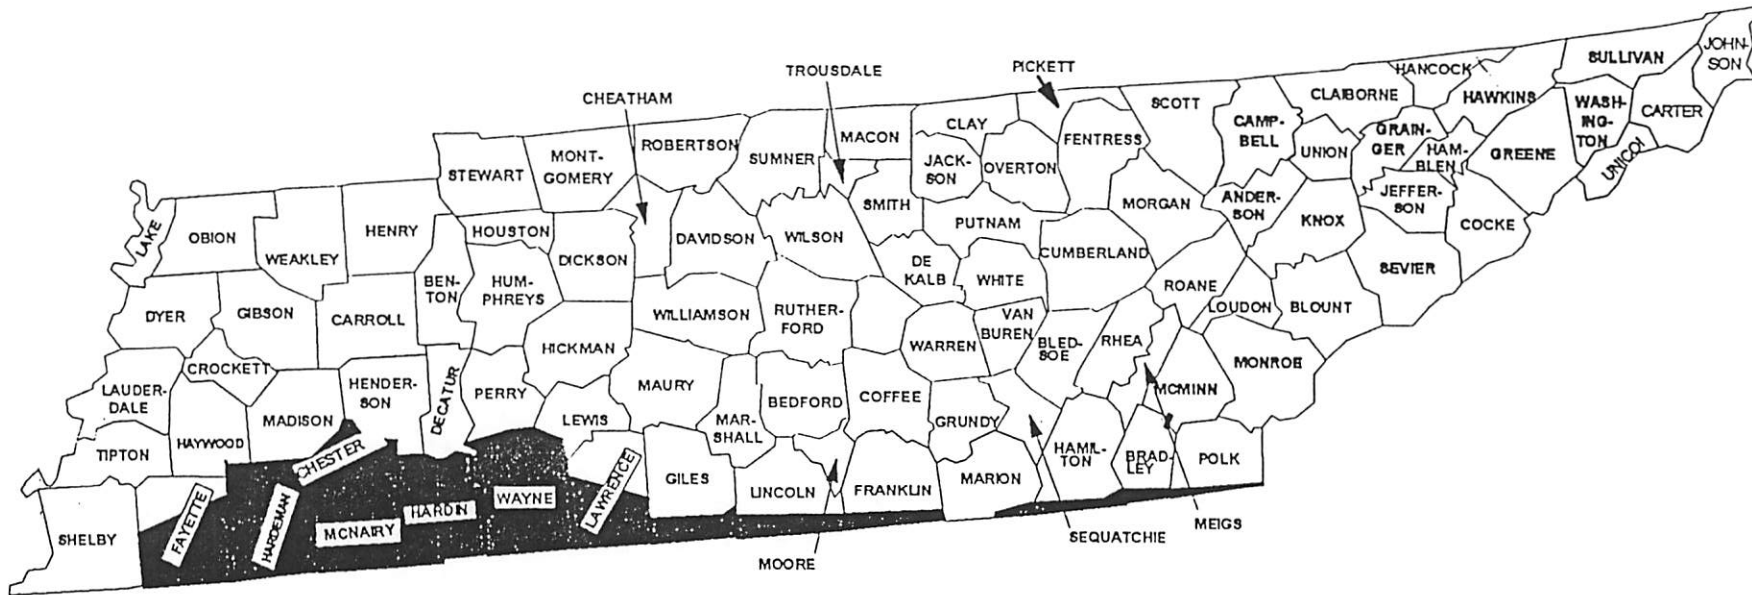 JOHN-
SON
SULLIVAN
HANCOCK
PICKETT
TROUSDALE
CHEATHAM
CLAIBORNE
HAWKINS
SCOTT
CARTER
WASH-
ING-
TON
CAMP-
BELL
CLAY
MACON
FENTRESS
GRAIN-
GER
HAM-
BLEN
GREENE
UNICOI
UNION
ROBERTSON
SUMNER
MONT-
GOMERY
STEWART
JACK-
SON
OVERTON
JEFFER-
SON
ANDER-
SON
MORGAN
SMITH
KNOX
COCKE
PUTNAM
HENRY
HOUSTON
OBION
LAKE
DAVIDSON
WILSON
WEAKLEY
DICKSON
CUMBERLAND
DE
KALB
WHITE
SEVIER
ROANE
LOUDON
BLOUNT
BEN-
TON
HUM-
PHREYS
DYER
GIBSON
CARROLL
WILLIAMSON
RUTHER-
FORD
VAN
BUREN
WARREN
BLED-
SOE
RHEA
HICKMAN
MONROE
MCMINN
CROCKETT
LAUDER-
DALE
HENDER-
SON
DECATUR
PERRY
MAURY
BEDFORD
COFFEE
MADISON
LEWIS
MAR-
SHALL
GRUNDY
HAYWOOD
TIPTON
HAMIL-
TON
BRAD-
LEY
POLK
CHESTER
GILES
LINCOLN
FRANKLIN
MARION
LAWRENCE
WAYNE
HARDIN
MCNAIRY
HARDEMAN
FAYETTE
SHELBY
MEIGS
SEQUATCHIE
MOORE